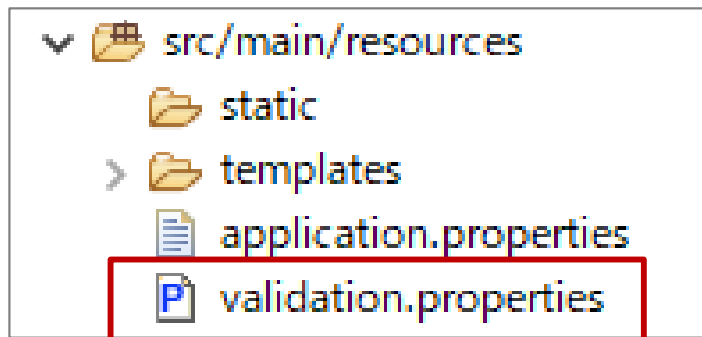 src/main/resources
static
templates
application.properties
P validation.properties